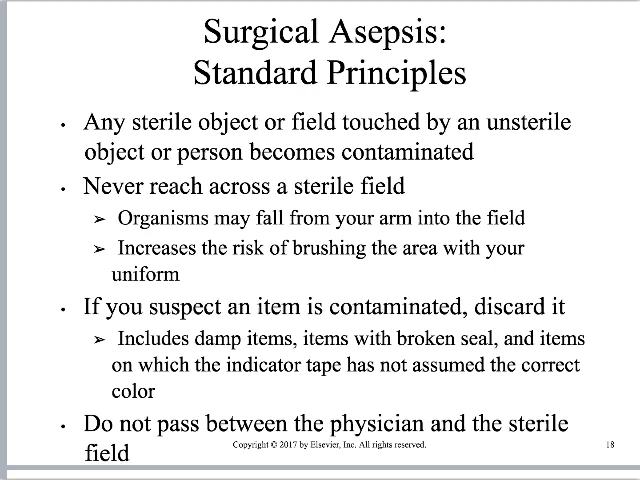 Surgical Asepsis:
Standard Principles
• Any sterile object or field touched by an unsterile
object or person becomes contaminated
• Never reach across a sterile field
➢ Organisms may fall from your arm into the field
➢ Increases the risk of brushing the area with your
uniform
• If you suspect an item is contaminated, discard it
➢ Includes damp items, items with broken seal, and items
on which the indicator tape has not assumed the correct
color
• Do not pass between the physician and the sterile
field
Copyright © 2017 by Elsevier, Inc. All rights reserved.
18